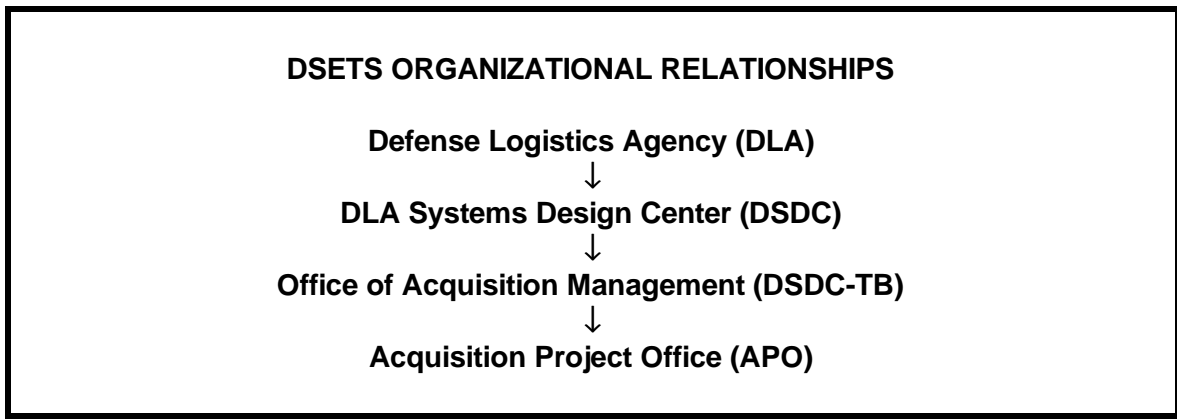 DSETS ORGANIZATIONAL RELATIONSHIPS
Defense Logistics Agency (DLA)
↓
DLA Systems Design Center (DSDC)
↓
Office of Acquisition Management (DSDC-TB)
↓
Acquisition Project Office (APO)